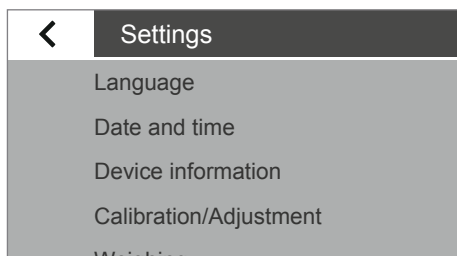 Settings
Language
Date and time
Device information
Calibration/Adjustment